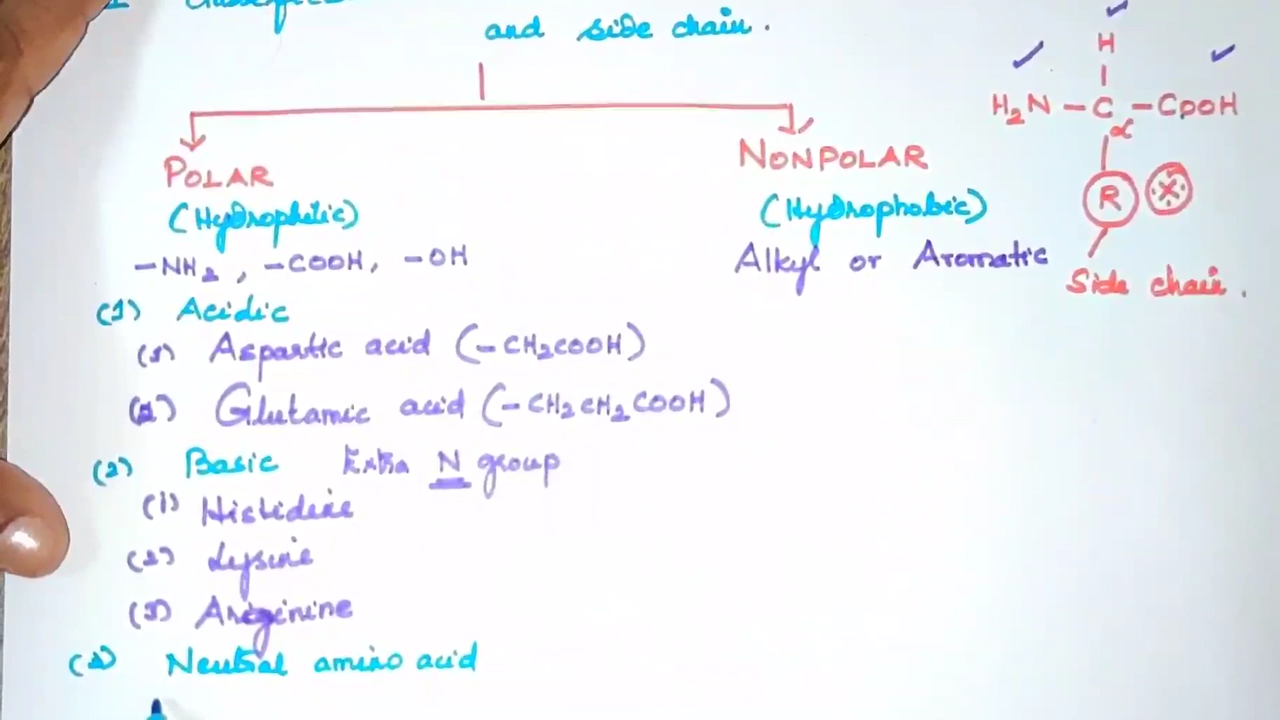 and side chain.
H
H₂N – C – COOH
α
R
Side chain.
POLAR
(Hydrophilic)
–NH₂, –COOH, –OH
NONPOLAR
(Hydrophobic)
Alkyl or Aromatic
(1) Acidic
(1) Aspartic acid (–CH₂COOH)
(2) Glutamic acid (–CH₂CH₂COOH)
(2) Basic Extra N group
(1) Histidine
(2) Lysine
(3) Arginine
(3) Neutral amino acid